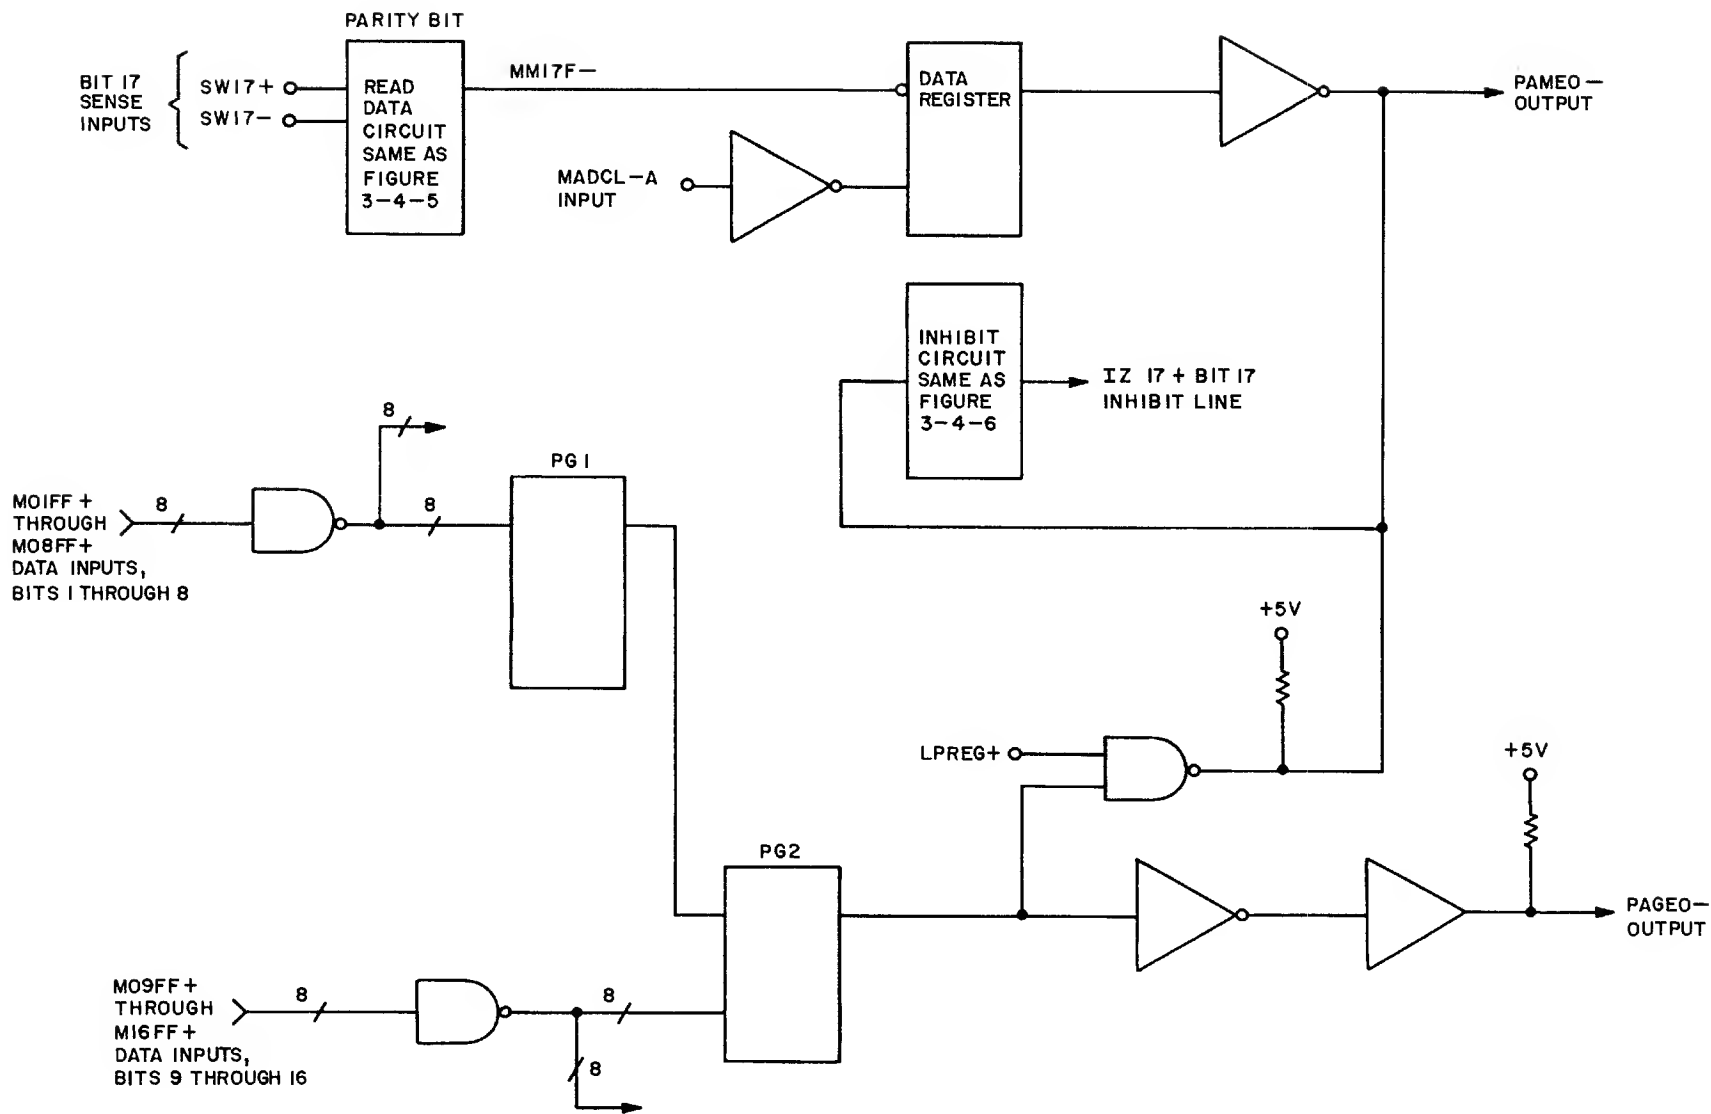 PARITY BIT
BIT 17
SENSE
INPUTS
SW17+
SW17-
READ
DATA
CIRCUIT
SAME AS
FIGURE
3-4-5
MM17F-
MADCL-A
INPUT
DATA
REGISTER
PAMEO-
OUTPUT
INHIBIT
CIRCUIT
SAME AS
FIGURE
3-4-6
IZ 17 + BIT 17
INHIBIT LINE
8
M01FF +
THROUGH
M08FF+
DATA INPUTS,
BITS 1 THROUGH 8
8
8
PG1
+5V
LPREG+
+5V
PG2
PAGEO-
OUTPUT
M09FF+
THROUGH
M16FF+
DATA INPUTS,
BITS 9 THROUGH 16
8
8
8